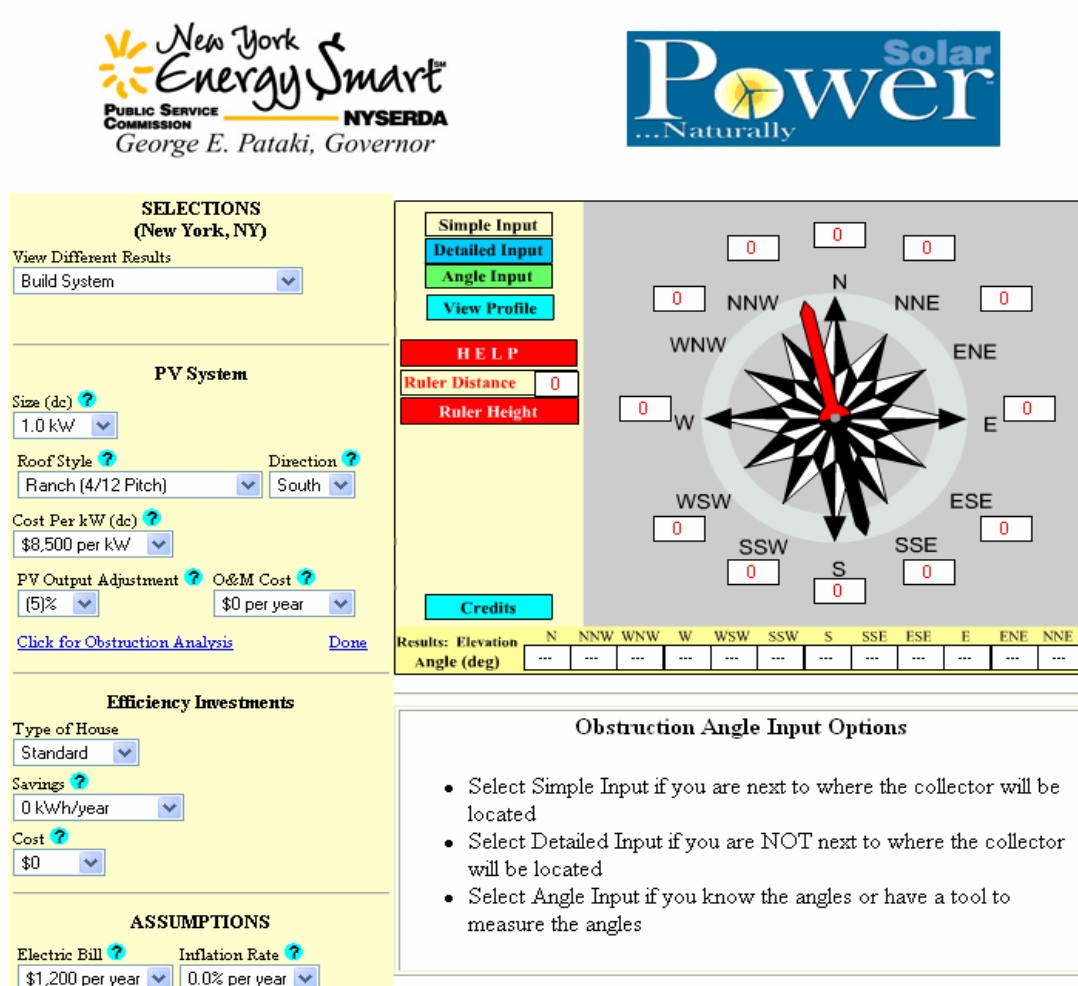 New York
Energy Smart
SM
PUBLIC SERVICE
COMMISSION
NYSERDA
George E. Pataki, Governor
Solar
Power
...Naturally
SELECTIONS
(New York, NY)
View Different Results
Build System
PV System
Size (dc) ?
1.0 kW
Roof Style ? Direction ?
Ranch (4/12 Pitch) South
Cost Per kW (dc) ?
$8,500 per kW
PV Output Adjustment ? O&M Cost ?
(5)% $0 per year
Click for Obstruction Analysis Done
Efficiency Investments
Type of House
Standard
Savings ?
0 kWh/year
Cost ?
$0
ASSUMPTIONS
Electric Bill ? Inflation Rate ?
$1,200 per year 0.0% per year
Simple Input
Detailed Input
Angle Input
View Profile
H E L P
Ruler Distance 0
Ruler Height
Credits
0 0 0
N
0 NNW NNE 0
WNW ENE
0 W E 0
WSW ESE
0 SSW SSE 0
S
0 0 0
Results: Elevation N NNW WNW W WSW SSW S SSE ESE E ENE NNE
Angle (deg) --- --- --- --- --- --- --- --- --- --- --- ---
Obstruction Angle Input Options
• Select Simple Input if you are next to where the collector will be
located
• Select Detailed Input if you are NOT next to where the collector
will be located
• Select Angle Input if you know the angles or have a tool to
measure the angles